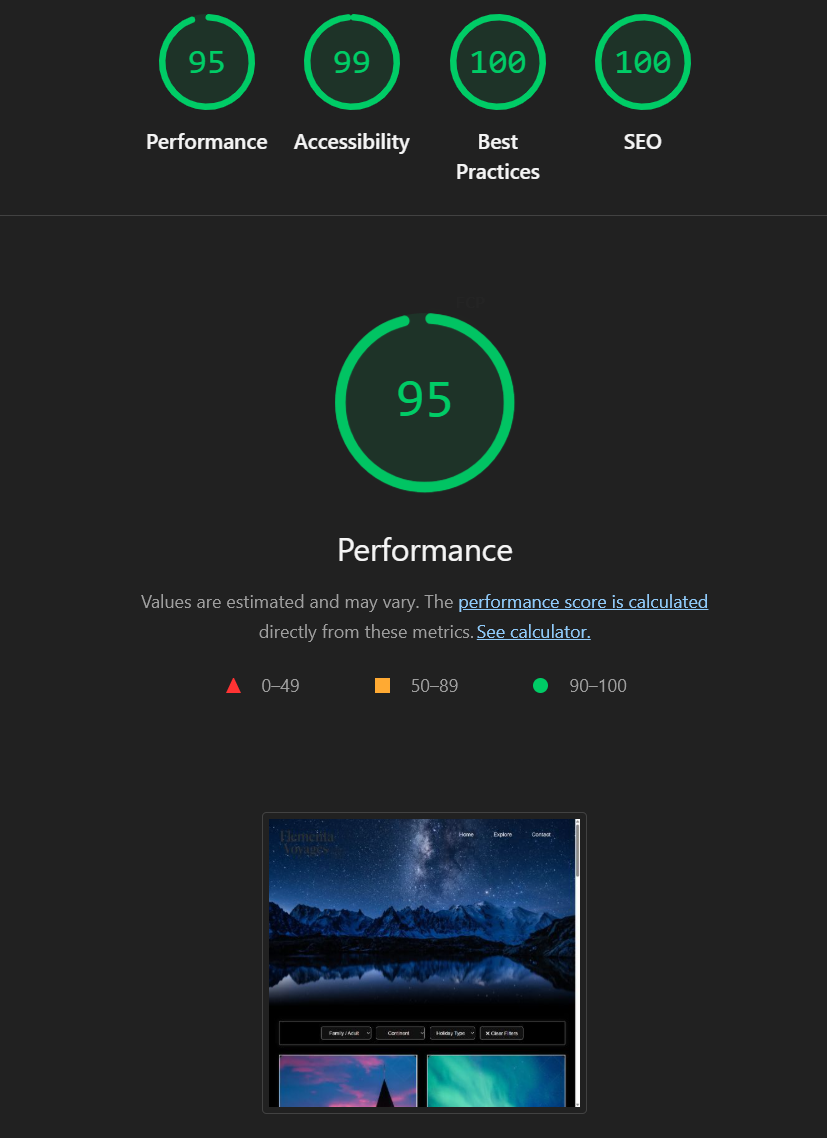 95
99
100
100
Performance
Accessibility
Best
Practices
SEO
95
Performance
Values are estimated and may vary. The performance score is calculated
directly from these metrics. See calculator.
0–49
50–89
90–100
Elementa
Voyages
Home
Explore
Contact
Family / Adult
Continent
Holiday Type
✕ Clear Filters